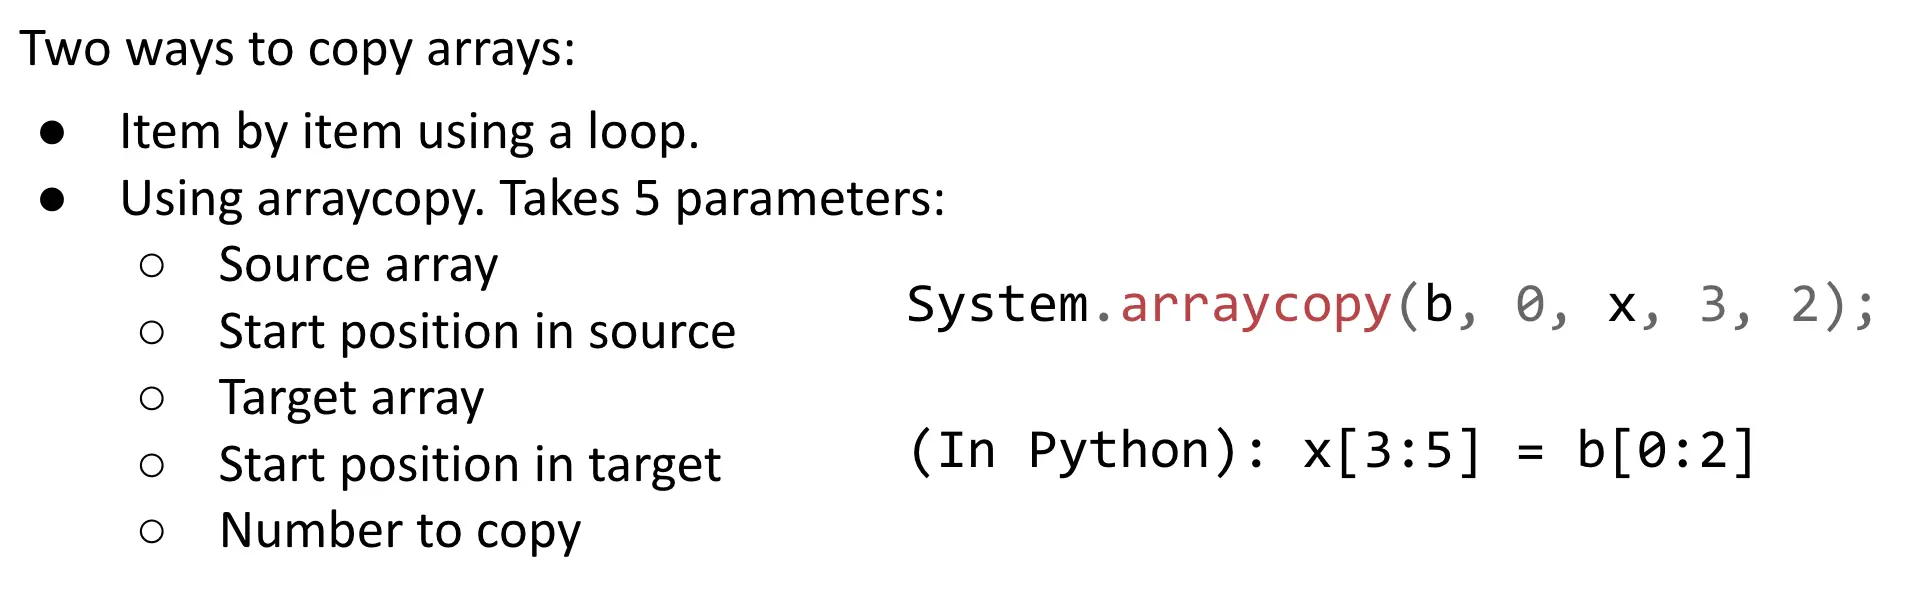 Two ways to copy arrays:
● Item by item using a loop.
● Using arraycopy. Takes 5 parameters:
○ Source array
○ Start position in source
○ Target array
○ Start position in target
○ Number to copy
System.arraycopy(b, 0, x, 3, 2);
(In Python): x[3:5] = b[0:2]